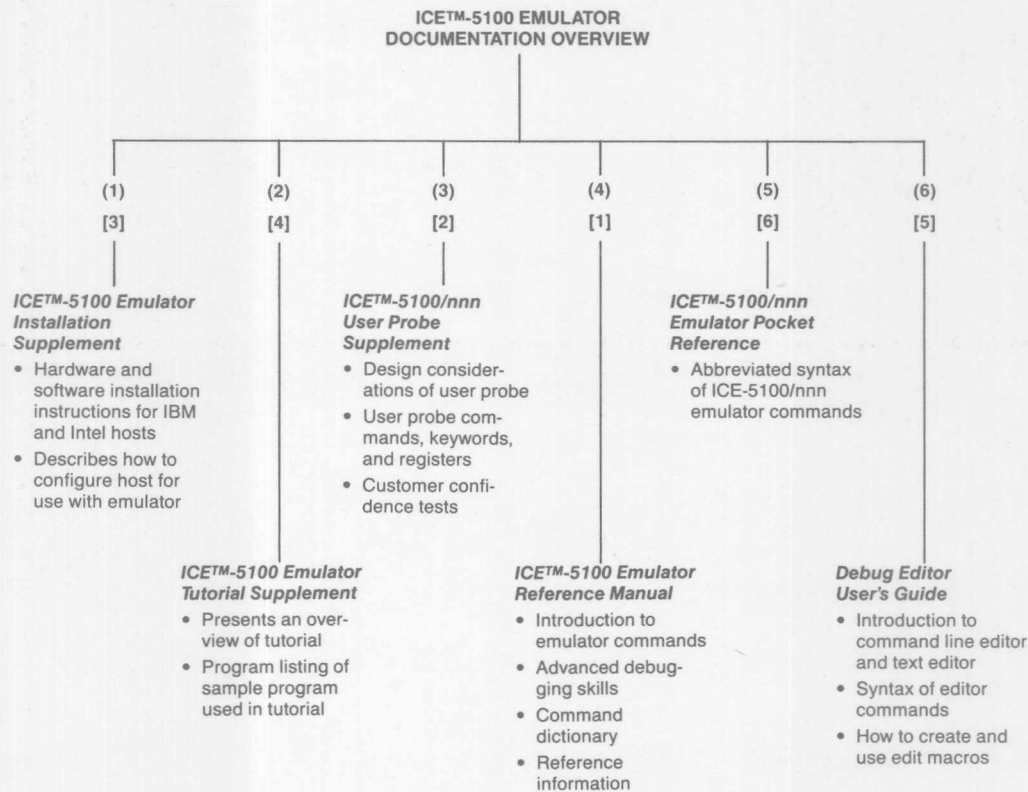 ICE™-5100 EMULATOR
DOCUMENTATION OVERVIEW
(1)
(2)
(3)
(4)
(5)
(6)
[3]
[4]
[2]
[1]
[6]
[5]
ICE™-5100 Emulator
Installation
Supplement
• Hardware and
software installation
instructions for IBM
and Intel hosts
• Describes how to
configure host for
use with emulator
ICE™-5100/nnn
User Probe
Supplement
• Design consider-
ations of user probe
• User probe com-
mands, keywords,
and registers
• Customer confi-
dence tests
ICE™-5100/nnn
Emulator Pocket
Reference
• Abbreviated syntax
of ICE-5100/nnn
emulator commands
ICE™-5100 Emulator
Tutorial Supplement
• Presents an over-
view of tutorial
• Program listing of
sample program
used in tutorial
ICE™-5100 Emulator
Reference Manual
• Introduction to
emulator commands
• Advanced debug-
ging skills
• Command
dictionary
• Reference
information
Debug Editor
User's Guide
• Introduction to
command line editor
and text editor
• Syntax of editor
commands
• How to create and
use edit macros